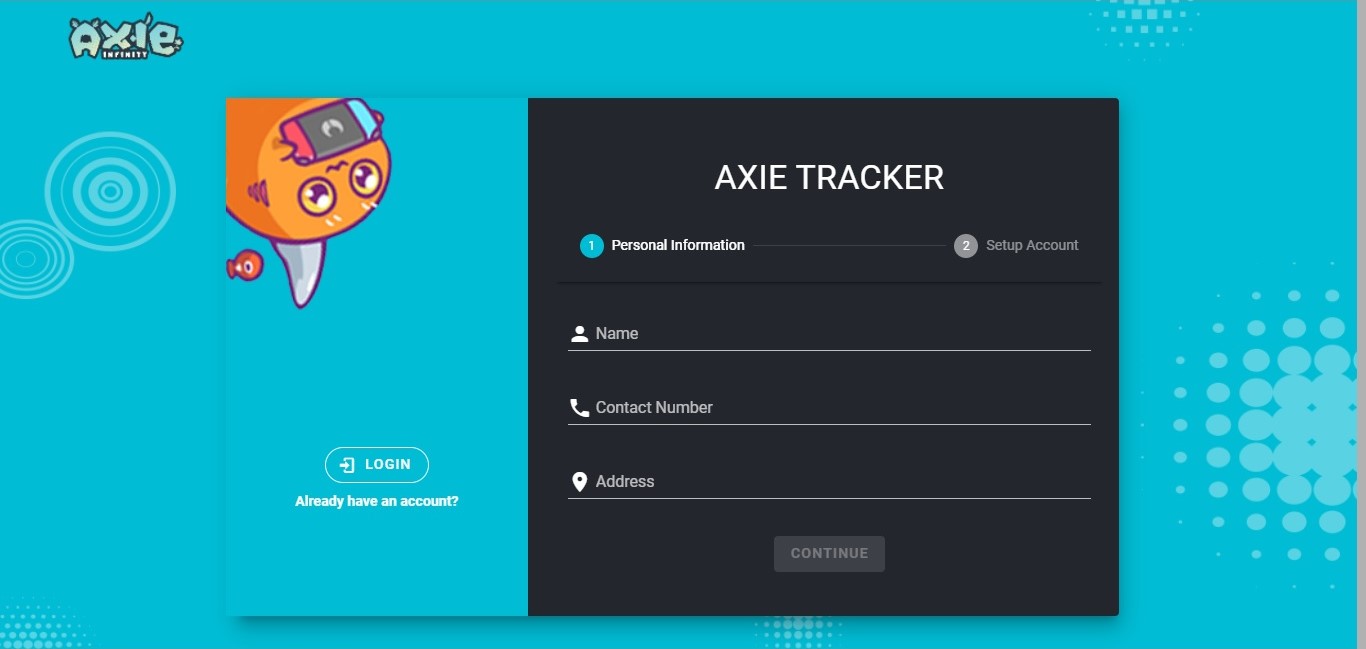 AXIE
INFINITY
AXIE TRACKER
1 Personal Information
2 Setup Account
Name
Contact Number
Address
CONTINUE
LOGIN
Already have an account?